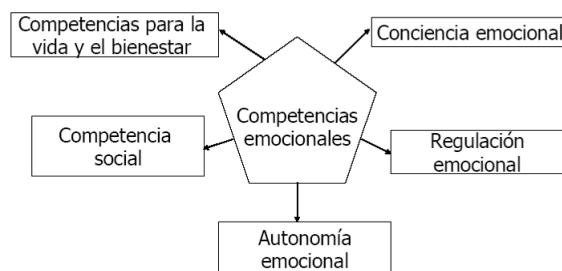 Competencias para la
vida y el bienestar
Conciencia emocional
Competencias
emocionales
Competencia
social
Regulación
emocional
Autonomía
emocional